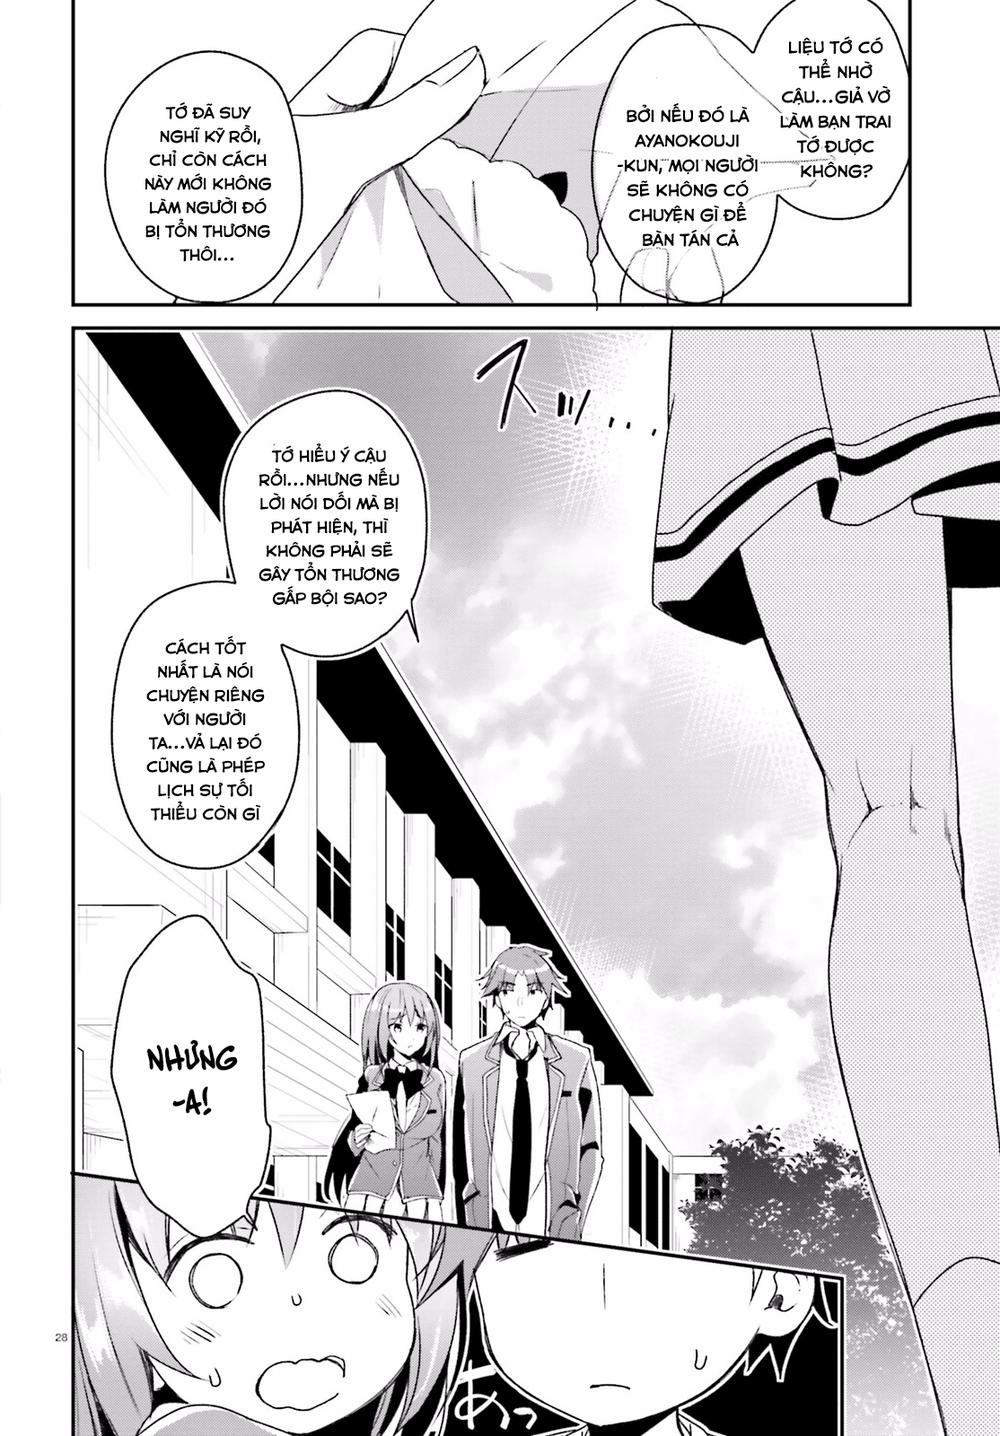 LIỆU TỚ CÓ
THỂ NHỜ
CẬU...GIẢ VỜ
LÀM BẠN TRAI
TỚ ĐƯỢC
KHÔNG?
BỞI NẾU ĐÓ LÀ
AYANOKOUJI
-KUN, MỌI NGƯỜI
SẼ KHÔNG CÓ
CHUYỆN GÌ ĐỂ
BÀN TÁN CẢ
TỚ ĐÃ SUY
NGHĨ KỸ RỒI,
CHỈ CÒN CÁCH
NÀY MỚI KHÔNG
LÀM NGƯỜI ĐÓ
BỊ TỔN THƯƠNG
THÔI...
TỚ HIỂU Ý CẬU
RỒI...NHƯNG NẾU
LỜI NÓI DỐI MÀ BỊ
PHÁT HIỆN, THÌ
KHÔNG PHẢI SẼ
GÂY TỔN THƯƠNG
GẤP BỘI SAO?
CÁCH TỐT
NHẤT LÀ NÓI
CHUYỆN RIÊNG
VỚI NGƯỜI
TA...VẢ LẠI ĐÓ
CŨNG LÀ PHÉP
LỊCH SỰ TỐI
THIỂU CÒN GÌ
NHƯNG
-A!
あっ
28